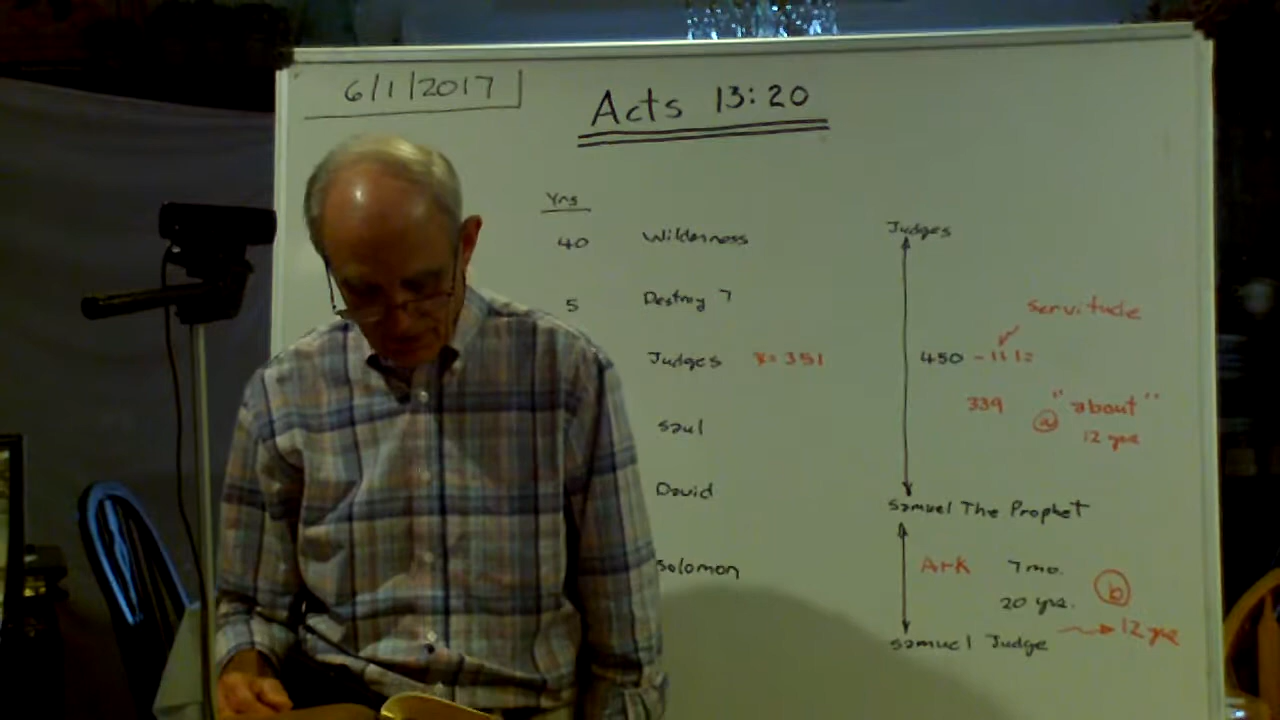 6/1/2017
Acts 13:20
Yrs
40 Wilderness
5 Destroy 7
Judges x=351
Saul
David
Solomon
Judges
servitude
450 - 111=
339 "about"
(a) 12 yrs
Samuel The Prophet
Ark 7 mo.
20 yrs. (b)
Samuel Judge → 12 yrs